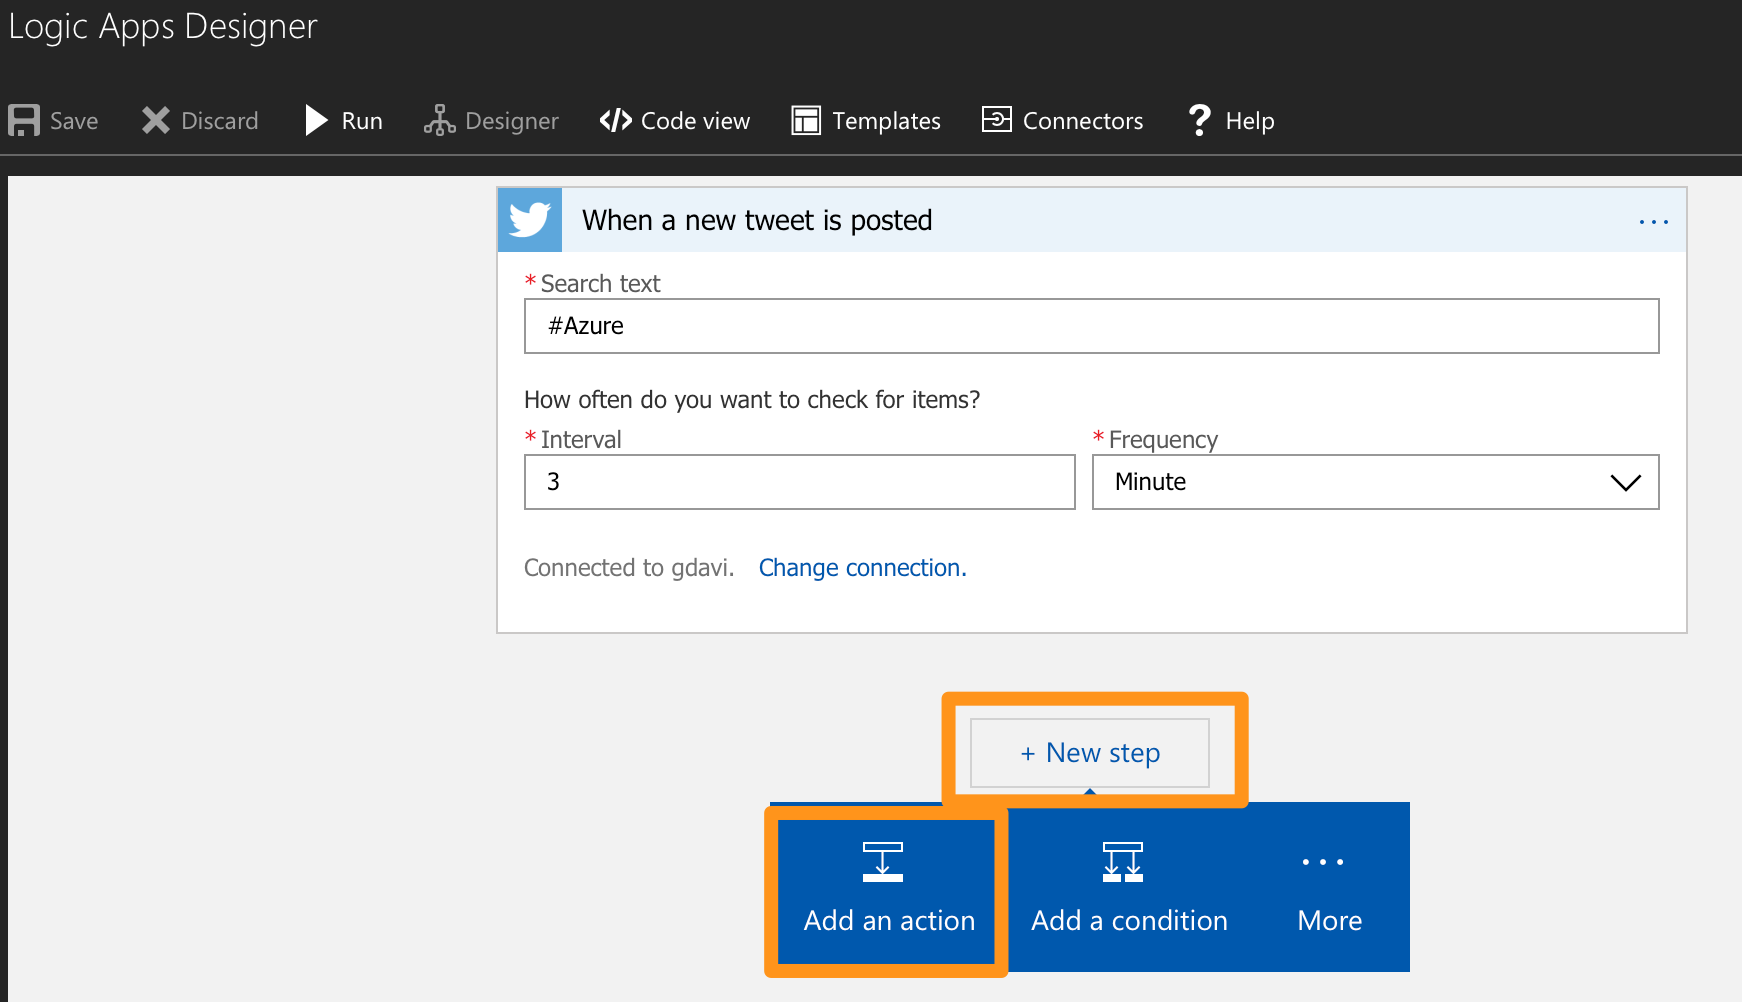 Logic Apps Designer
Save Discard Run Designer Code view Templates Connectors Help
When a new tweet is posted
* Search text
#Azure
How often do you want to check for items?
* Interval * Frequency
3 Minute
Connected to gdavi. Change connection.
+ New step
Add an action Add a condition More